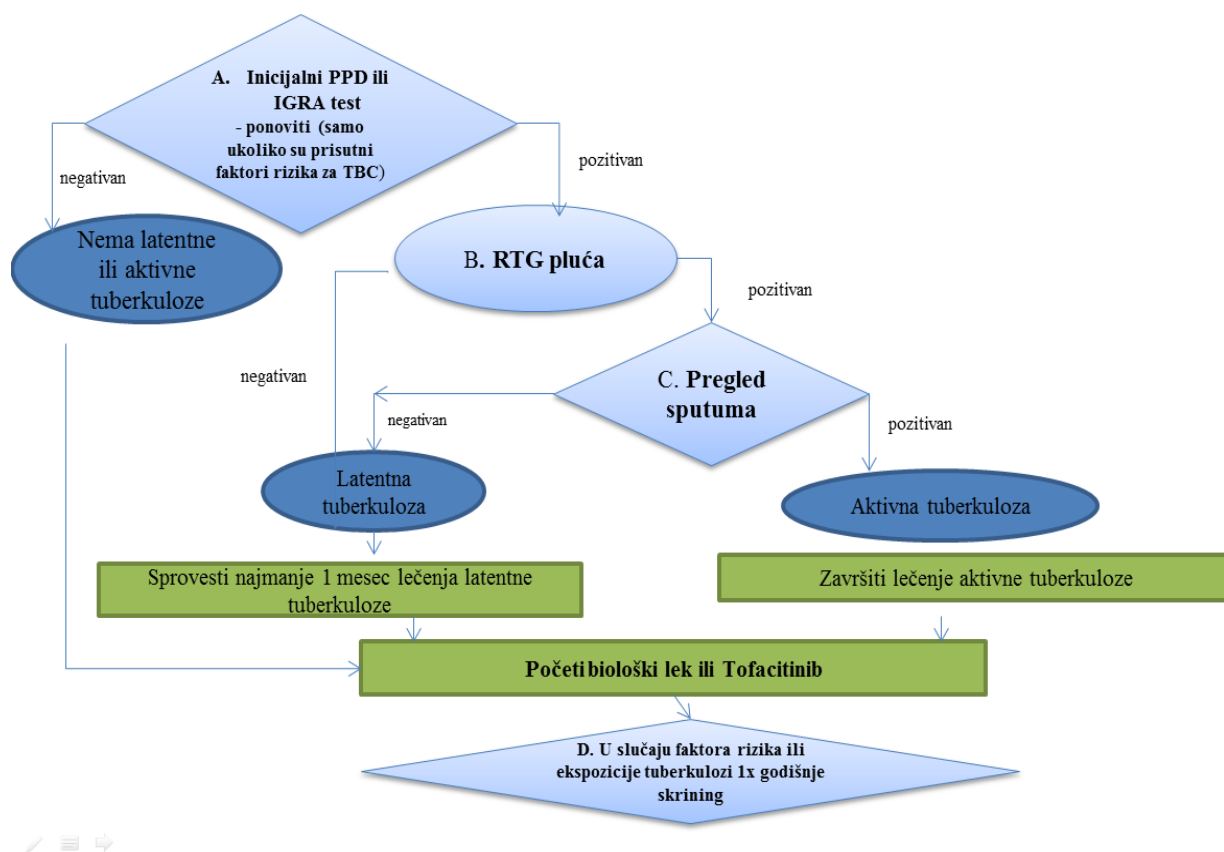 A. Inicijalni PPD ili
IGRA test
- ponoviti (samo
ukoliko su prisutni
faktori rizika za TBC)
negativan
pozitivan
Nema latentne
ili aktivne
tuberkuloze
B. RTG pluća
pozitivan
negativan
C. Pregled
sputuma
negativan
pozitivan
Latentna
tuberkuloza
Aktivna tuberkuloza
Sprovesti najmanje 1 mesec lečenja latentne
tuberkuloze
Završiti lečenje aktivne tuberkuloze
Početi biološki lek ili Tofacitinib
D. U slučaju faktora rizika ili
ekspozicije tuberkulozi 1x godišnje
skrining